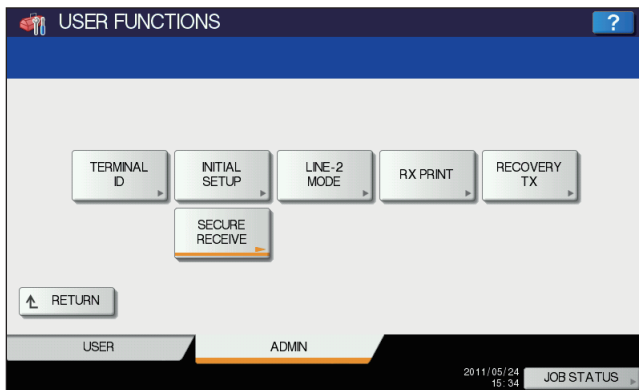 USER FUNCTIONS
?
TERMINAL
ID
INITIAL
SETUP
LINE-2
MODE
RX PRINT
RECOVERY
TX
SECURE
RECEIVE
RETURN
USER
ADMIN
2011/05/24
15:34
JOB STATUS